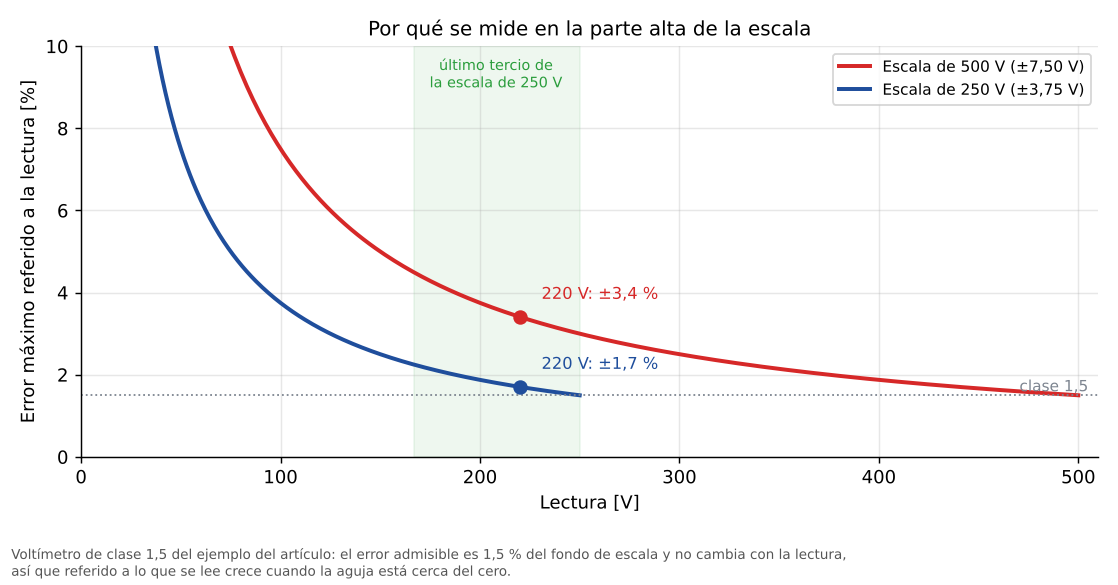 Por qué se mide en la parte alta de la escala
Error máximo referido a la lectura [%]
10
8
6
4
2
0
último tercio de
la escala de 250 V
Escala de 500 V (±7,50 V)
Escala de 250 V (±3,75 V)
220 V: ±3,4 %
220 V: ±1,7 %
clase 1,5
0
100
200
300
400
500
Lectura [V]
Voltímetro de clase 1,5 del ejemplo del artículo: el error admisible es 1,5 % del fondo de escala y no cambia con la lectura,
así que referido a lo que se lee crece cuando la aguja está cerca del cero.